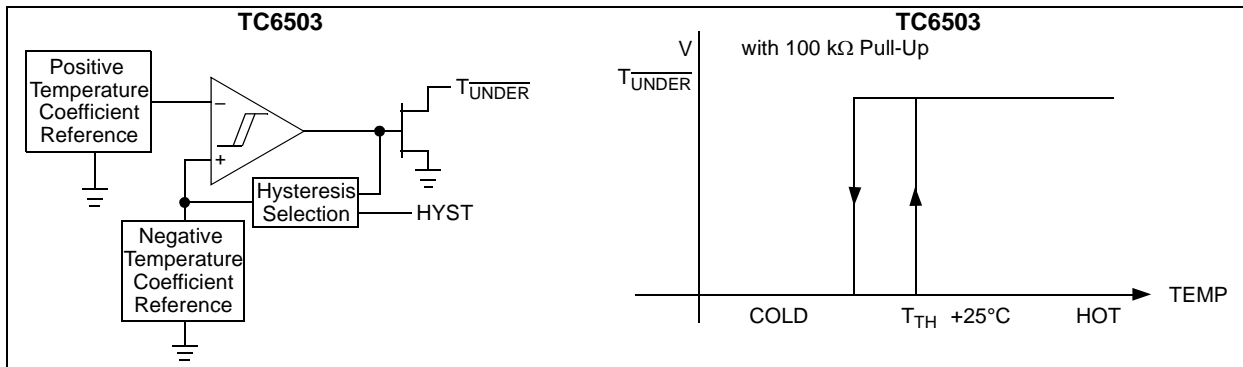 TC6503
Positive
Temperature
Coefficient
Reference
−
+
T_UNDER
Hysteresis
Selection
HYST
Negative
Temperature
Coefficient
Reference
TC6503
V
with 100 kΩ Pull-Up
T_UNDER
TEMP
COLD
T_TH
+25°C
HOT